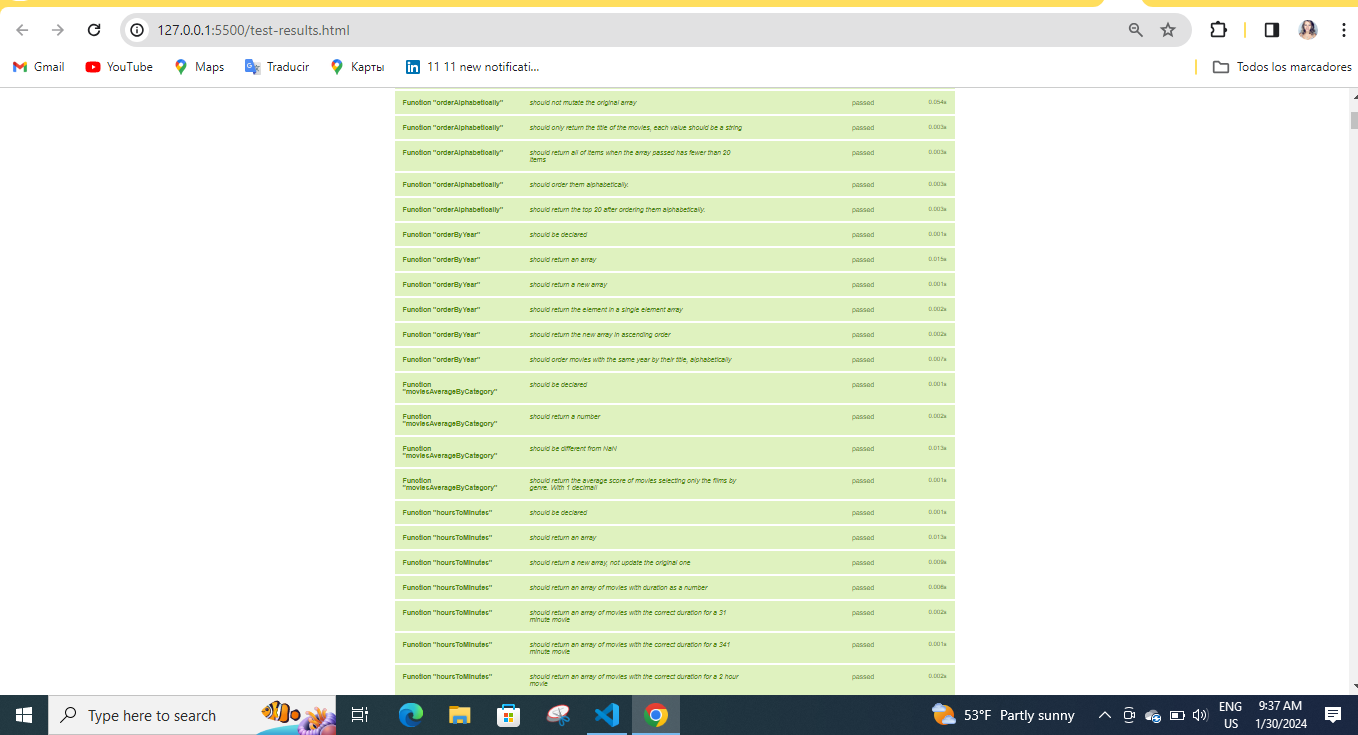 127.0.0.1:5500/test-results.html
Gmail YouTube Maps Traducir Карты 11 11 new notificati... Todos los marcadores
Function "orderAlphabetically" should not mutate the original array passed 0.054s
Function "orderAlphabetically" should only return the title of the movies, each value should be a string passed 0.003s
Function "orderAlphabetically" should return all of items when the array passed has fewer than 20 passed 0.003s
items
Function "orderAlphabetically" should order them alphabetically. passed 0.003s
Function "orderAlphabetically" should return the top 20 after ordering them alphabetically. passed 0.003s
Function "orderByYear" should be declared passed 0.001s
Function "orderByYear" should return an array passed 0.015s
Function "orderByYear" should return a new array passed 0.001s
Function "orderByYear" should return the element in a single element array passed 0.002s
Function "orderByYear" should return the new array in ascending order passed 0.002s
Function "orderByYear" should order movies with the same year by their title, alphabetically passed 0.007s
Function should be declared passed 0.001s
"moviesAverageByCategory"
Function should return a number passed 0.002s
"moviesAverageByCategory"
Function should be different from NaN passed 0.013s
"moviesAverageByCategory"
Function should return the average score of movies selecting only the films by passed 0.001s
"moviesAverageByCategory" genre. With 1 decimal!
Function "hoursToMinutes" should be declared passed 0.001s
Function "hoursToMinutes" should return an array passed 0.013s
Function "hoursToMinutes" should return a new array, not update the original one passed 0.009s
Function "hoursToMinutes" should return an array of movies with duration as a number passed 0.006s
Function "hoursToMinutes" should return an array of movies with the correct duration for a 31 passed 0.002s
minute movie
Function "hoursToMinutes" should return an array of movies with the correct duration for a 341 passed 0.001s
minute movie
Function "hoursToMinutes" should return an array of movies with the correct duration for a 2 hour passed 0.002s
movie
Type here to search 53°F Partly sunny ENG 9:37 AM
US 1/30/2024